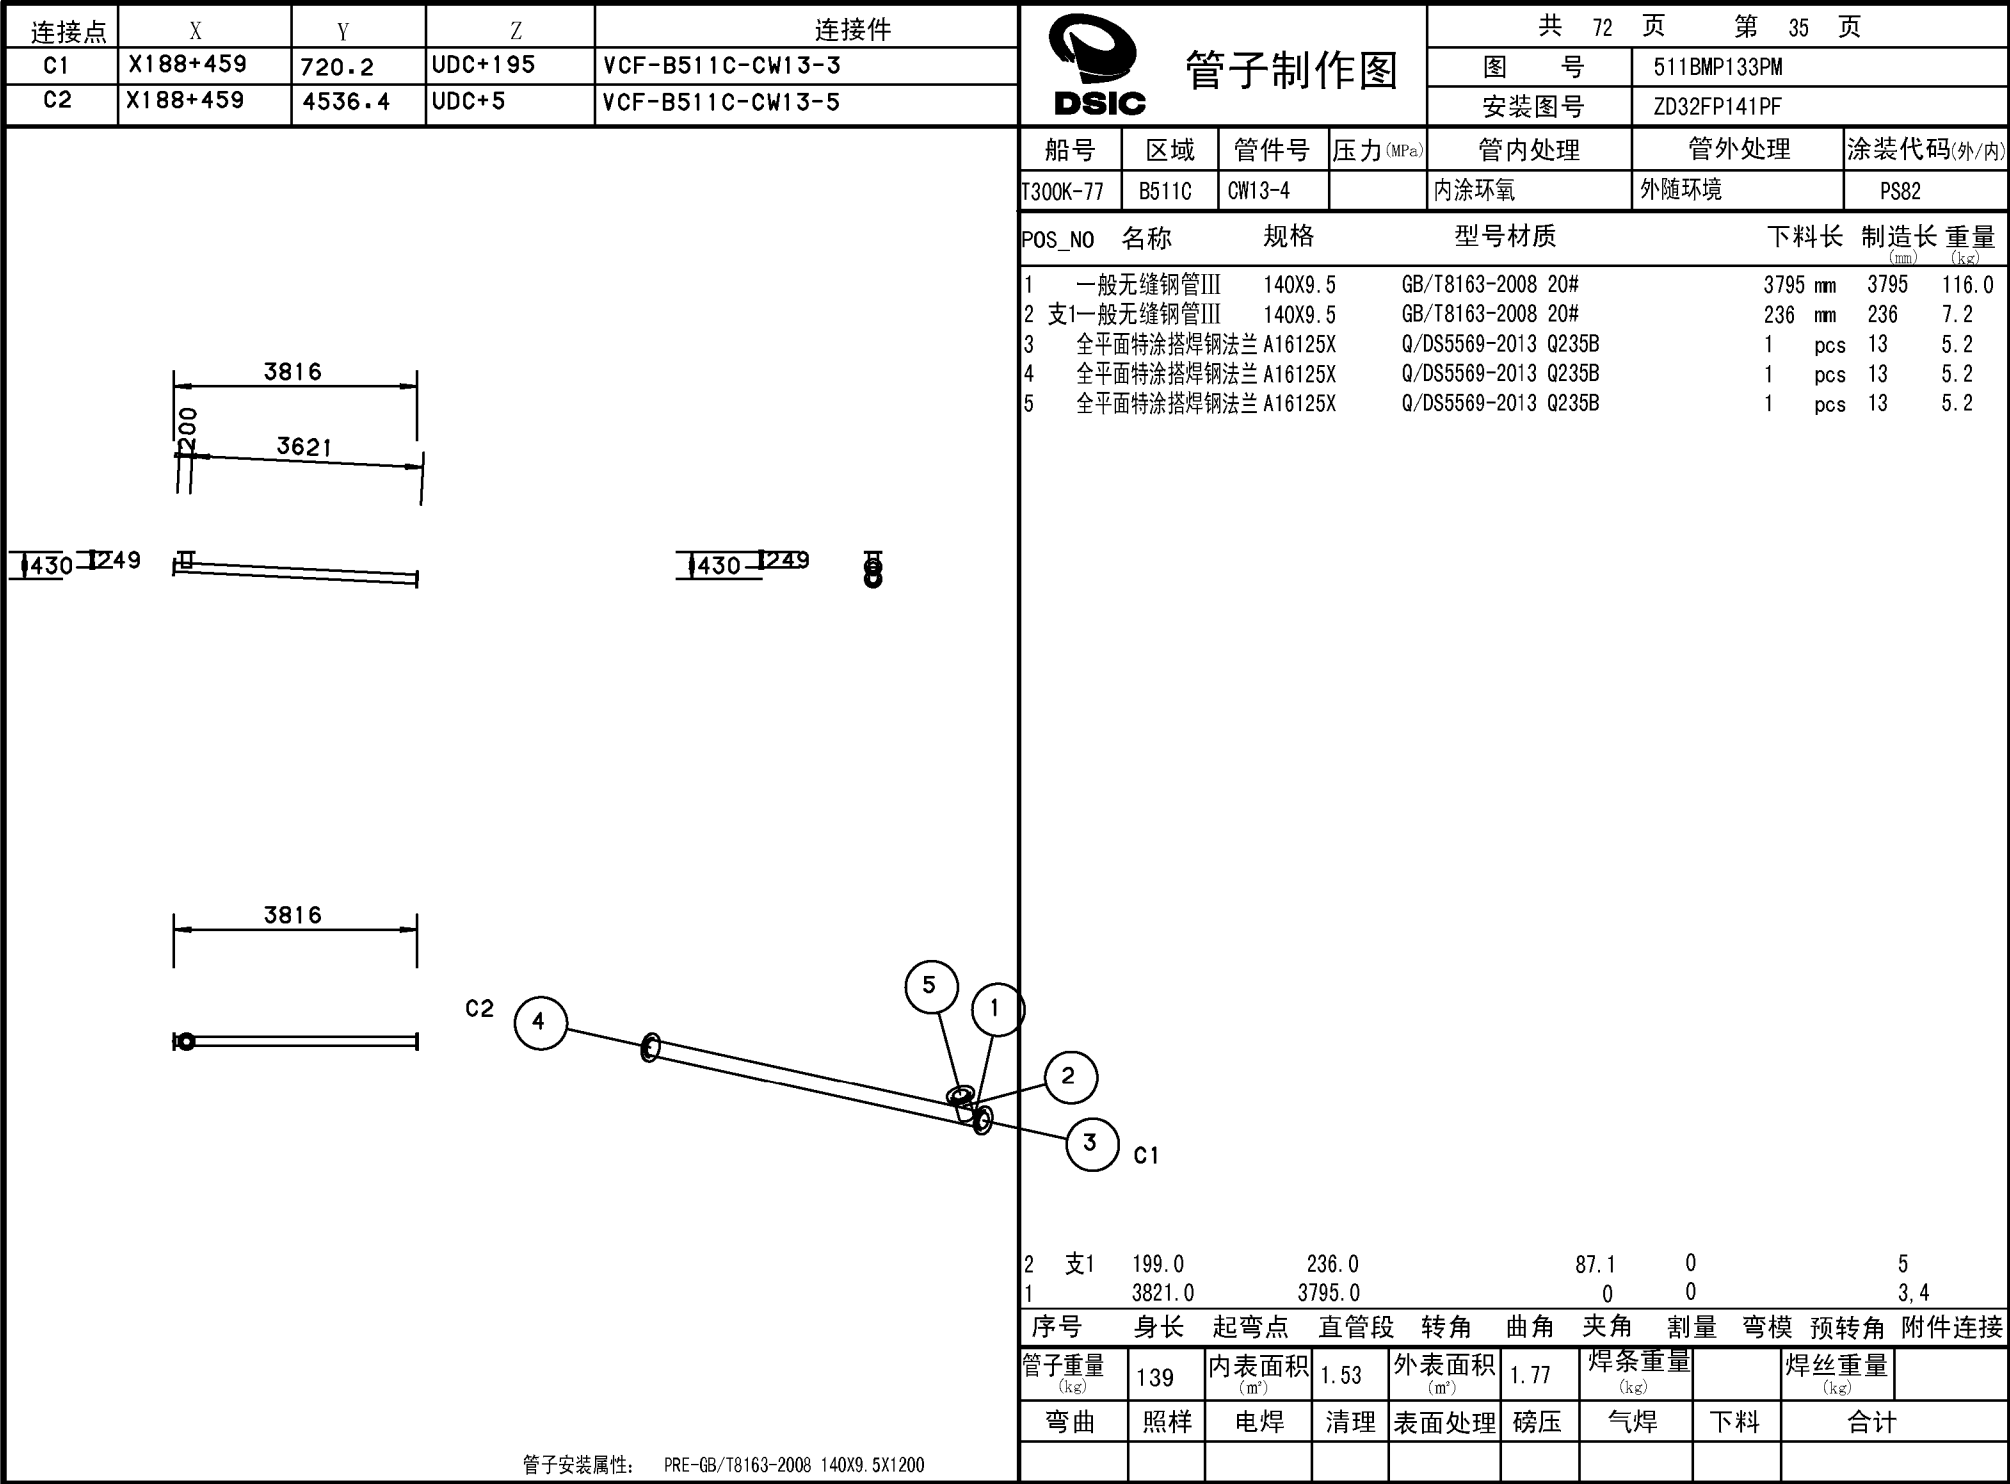 连接点 X Y Z 连接件
C1 X188+459 720.2 UDC+195 VCF-B511C-CW13-3
C2 X188+459 4536.4 UDC+5 VCF-B511C-CW13-5
DSIC
管子制作图
共 72 页 第 35 页
图 号 511BMP133PM
安装图号 ZD32FP141PF
船号 区域 管件号 压力(MPa) 管内处理 管外处理 涂装代码(外/内)
T300K-77 B511C CW13-4 内涂环氧 外随环境 PS82
POS_NO 名称 规格 型号材质 下料长 制造长(mm) 重量(kg)
1 一般无缝钢管III 140X9.5 GB/T8163-2008 20# 3795 mm 3795 116.0
2 支1一般无缝钢管III 140X9.5 GB/T8163-2008 20# 236 mm 236 7.2
3 全平面特涂搭焊钢法兰 A16125X Q/DS5569-2013 Q235B 1 pcs 13 5.2
4 全平面特涂搭焊钢法兰 A16125X Q/DS5569-2013 Q235B 1 pcs 13 5.2
5 全平面特涂搭焊钢法兰 A16125X Q/DS5569-2013 Q235B 1 pcs 13 5.2
3816
200
3621
430 249
430 249
3816
5
1
C2 4
2
3 C1
2 支1 199.0 236.0 87.1 0 5
1 3821.0 3795.0 0 0 3,4
序号 身长 起弯点 直管段 转角 曲角 夹角 割量 弯模 预转角 附件连接
管子重量(kg) 139 内表面积(m²) 1.53 外表面积(m²) 1.77 焊条重量(kg) 焊丝重量(kg)
弯曲 照样 电焊 清理 表面处理 磅压 气焊 下料 合计
管子安装属性: PRE-GB/T8163-2008 140X9.5X1200